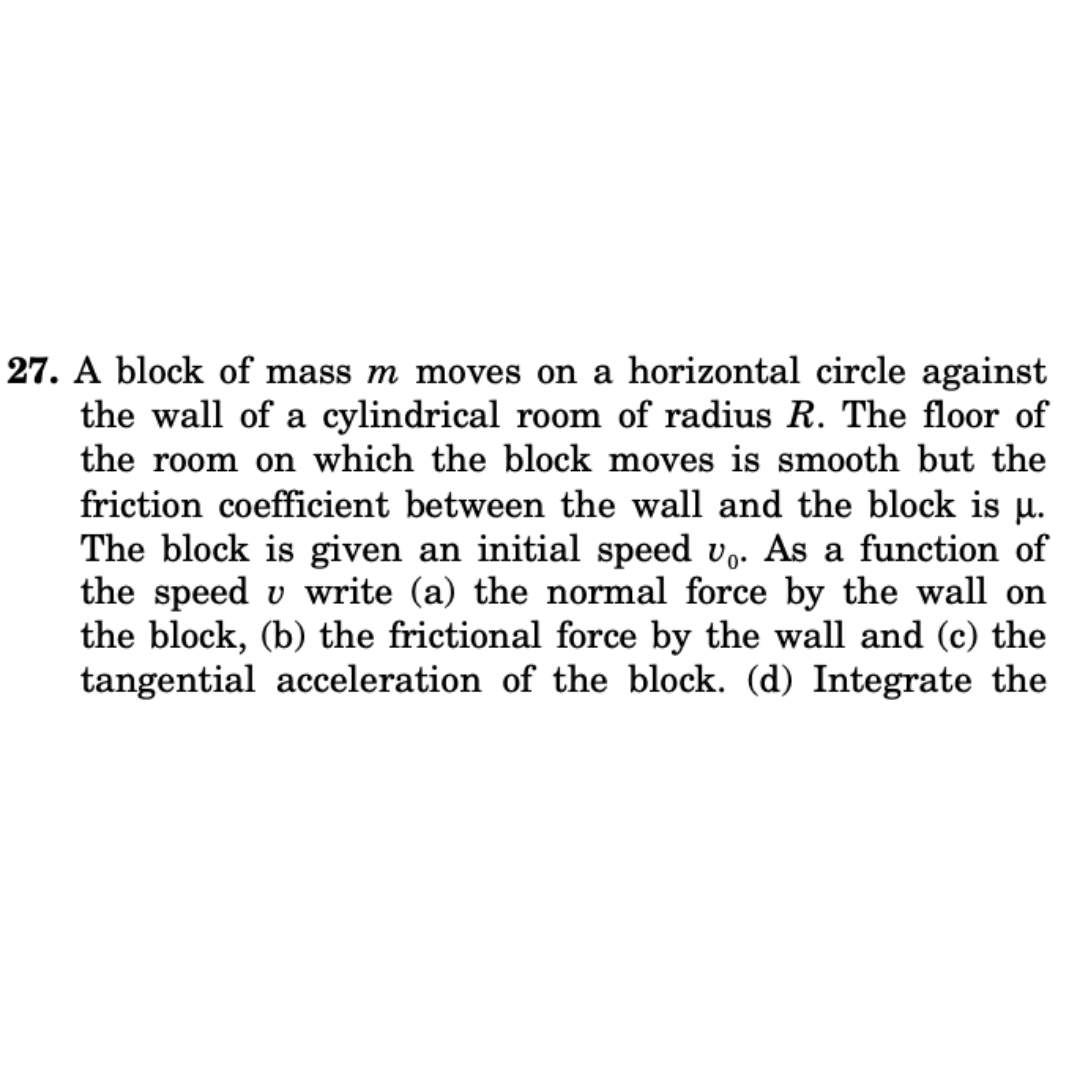 27. A block of mass m moves on a horizontal circle against
the wall of a cylindrical room of radius R. The floor of
the room on which the block moves is smooth but the
friction coefficient between the wall and the block is μ.
The block is given an initial speed v₀. As a function of
the speed v write (a) the normal force by the wall on
the block, (b) the frictional force by the wall and (c) the
tangential acceleration of the block. (d) Integrate the